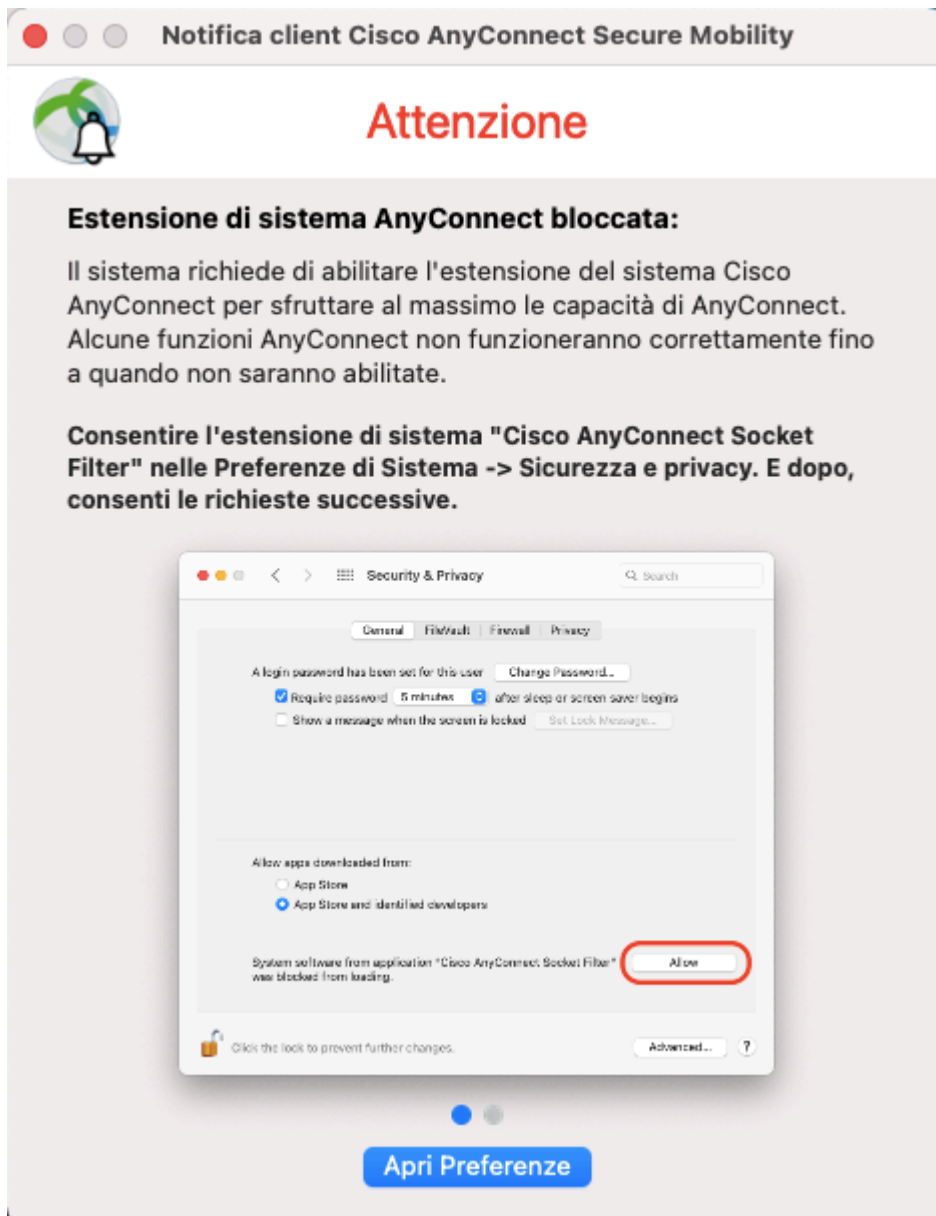 Notifica client Cisco AnyConnect Secure Mobility
Attenzione
Estensione di sistema AnyConnect bloccata:
Il sistema richiede di abilitare l'estensione del sistema Cisco
AnyConnect per sfruttare al massimo le capacità di AnyConnect.
Alcune funzioni AnyConnect non funzioneranno correttamente fino
a quando non saranno abilitate.
Consentire l'estensione di sistema "Cisco AnyConnect Socket
Filter" nelle Preferenze di Sistema -> Sicurezza e privacy. E dopo,
consenti le richieste successive.
Security & Privacy
Search
General FileVault Firewall Privacy
A login password has been set for this user Change Password...
Require password 5 minutes after sleep or screen saver begins
Show a message when the screen is locked Set Lock Message...
Allow apps downloaded from:
App Store
App Store and identified developers
System software from application "Cisco AnyConnect Socket Filter" Allow
was blocked from loading.
Click the lock to prevent further changes. Advanced... ?
Apri Preferenze